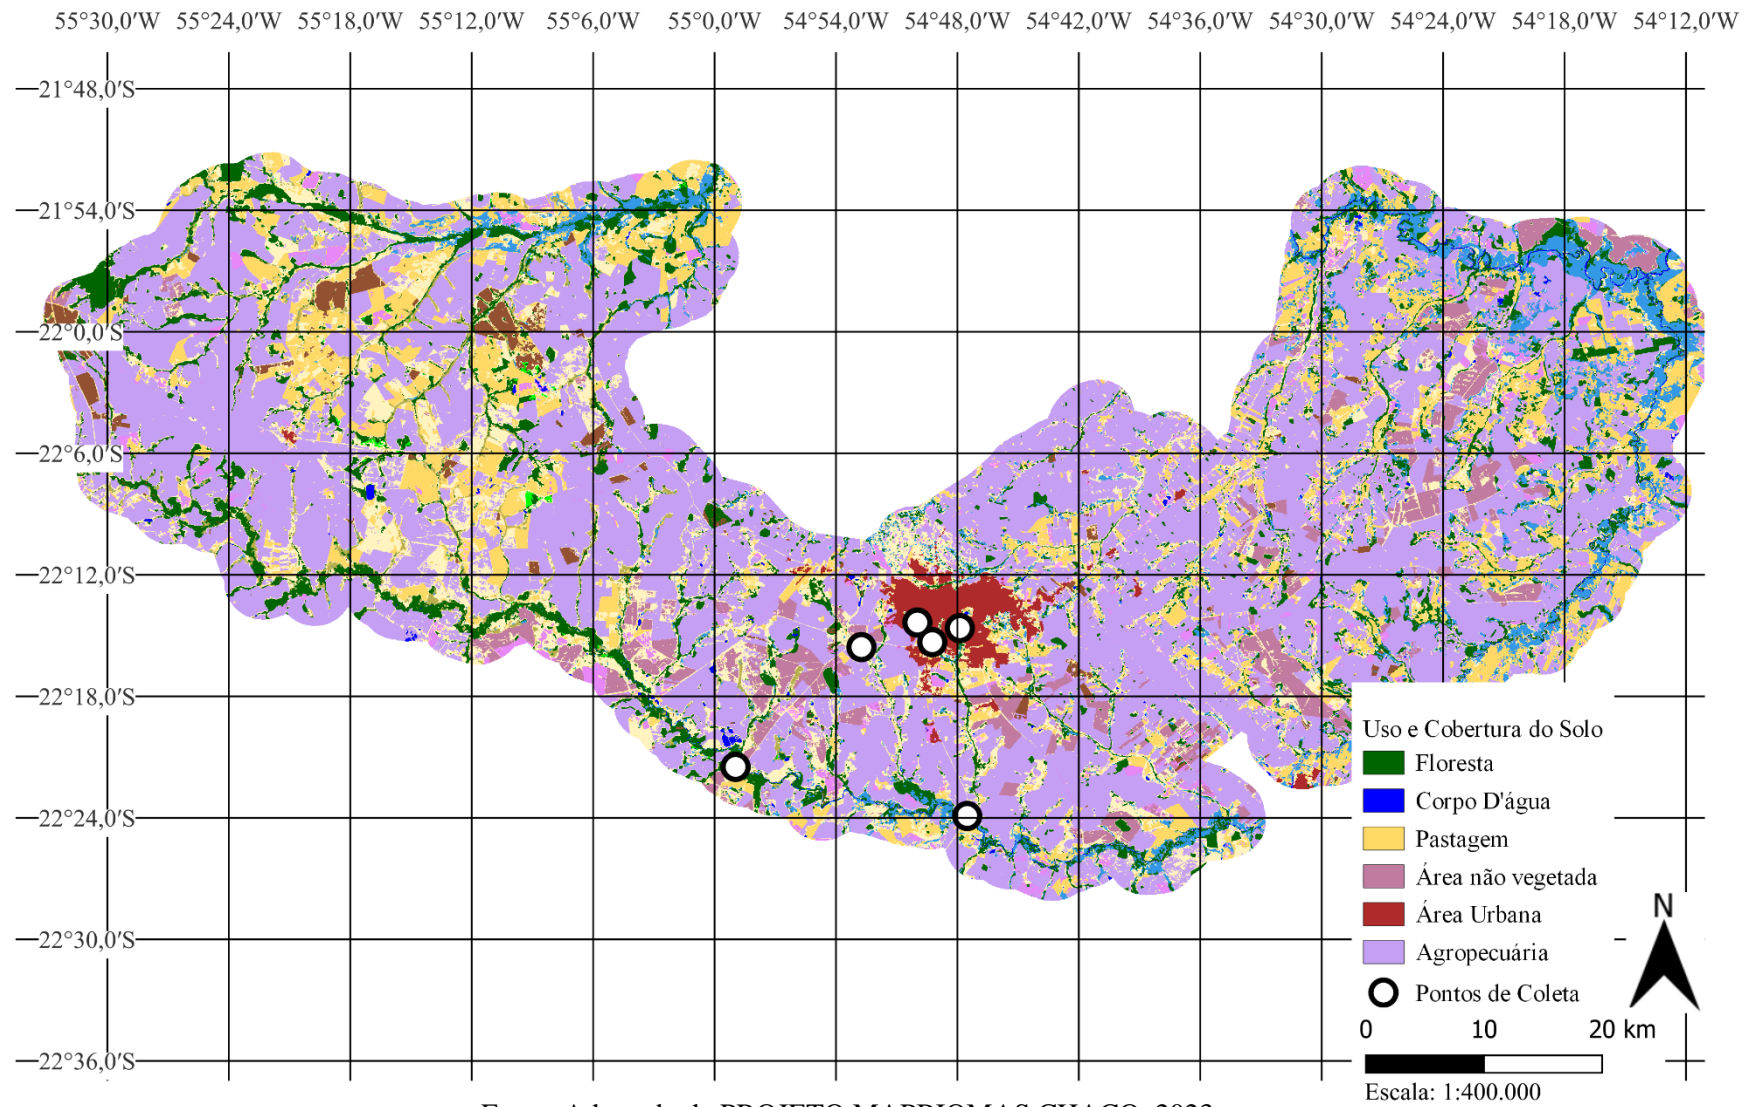 55°30,0'W 55°24,0'W 55°18,0'W 55°12,0'W 55°6,0'W 55°0,0'W 54°54,0'W 54°48,0'W 54°42,0'W 54°36,0'W 54°30,0'W 54°24,0'W 54°18,0'W 54°12,0'W
21°48,0'S
21°54,0'S
22°0,0'S
22°6,0'S
22°12,0'S
22°18,0'S
22°24,0'S
22°30,0'S
22°36,0'S
Uso e Cobertura do Solo
Floresta
Corpo D'água
Pastagem
Área não vegetada
Área Urbana
Agropecuária
Pontos de Coleta
N
0 10 20 km
Escala: 1:400.000